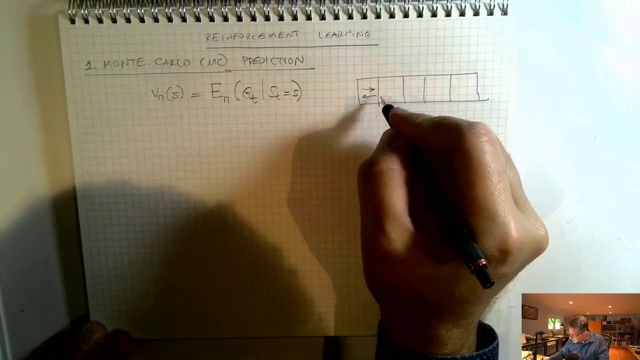 REINFORCEMENT LEARNING
1. MONTE-CARLO (MC) PREDICTION
Vπ(s) = Eπ(Gt | St = s)